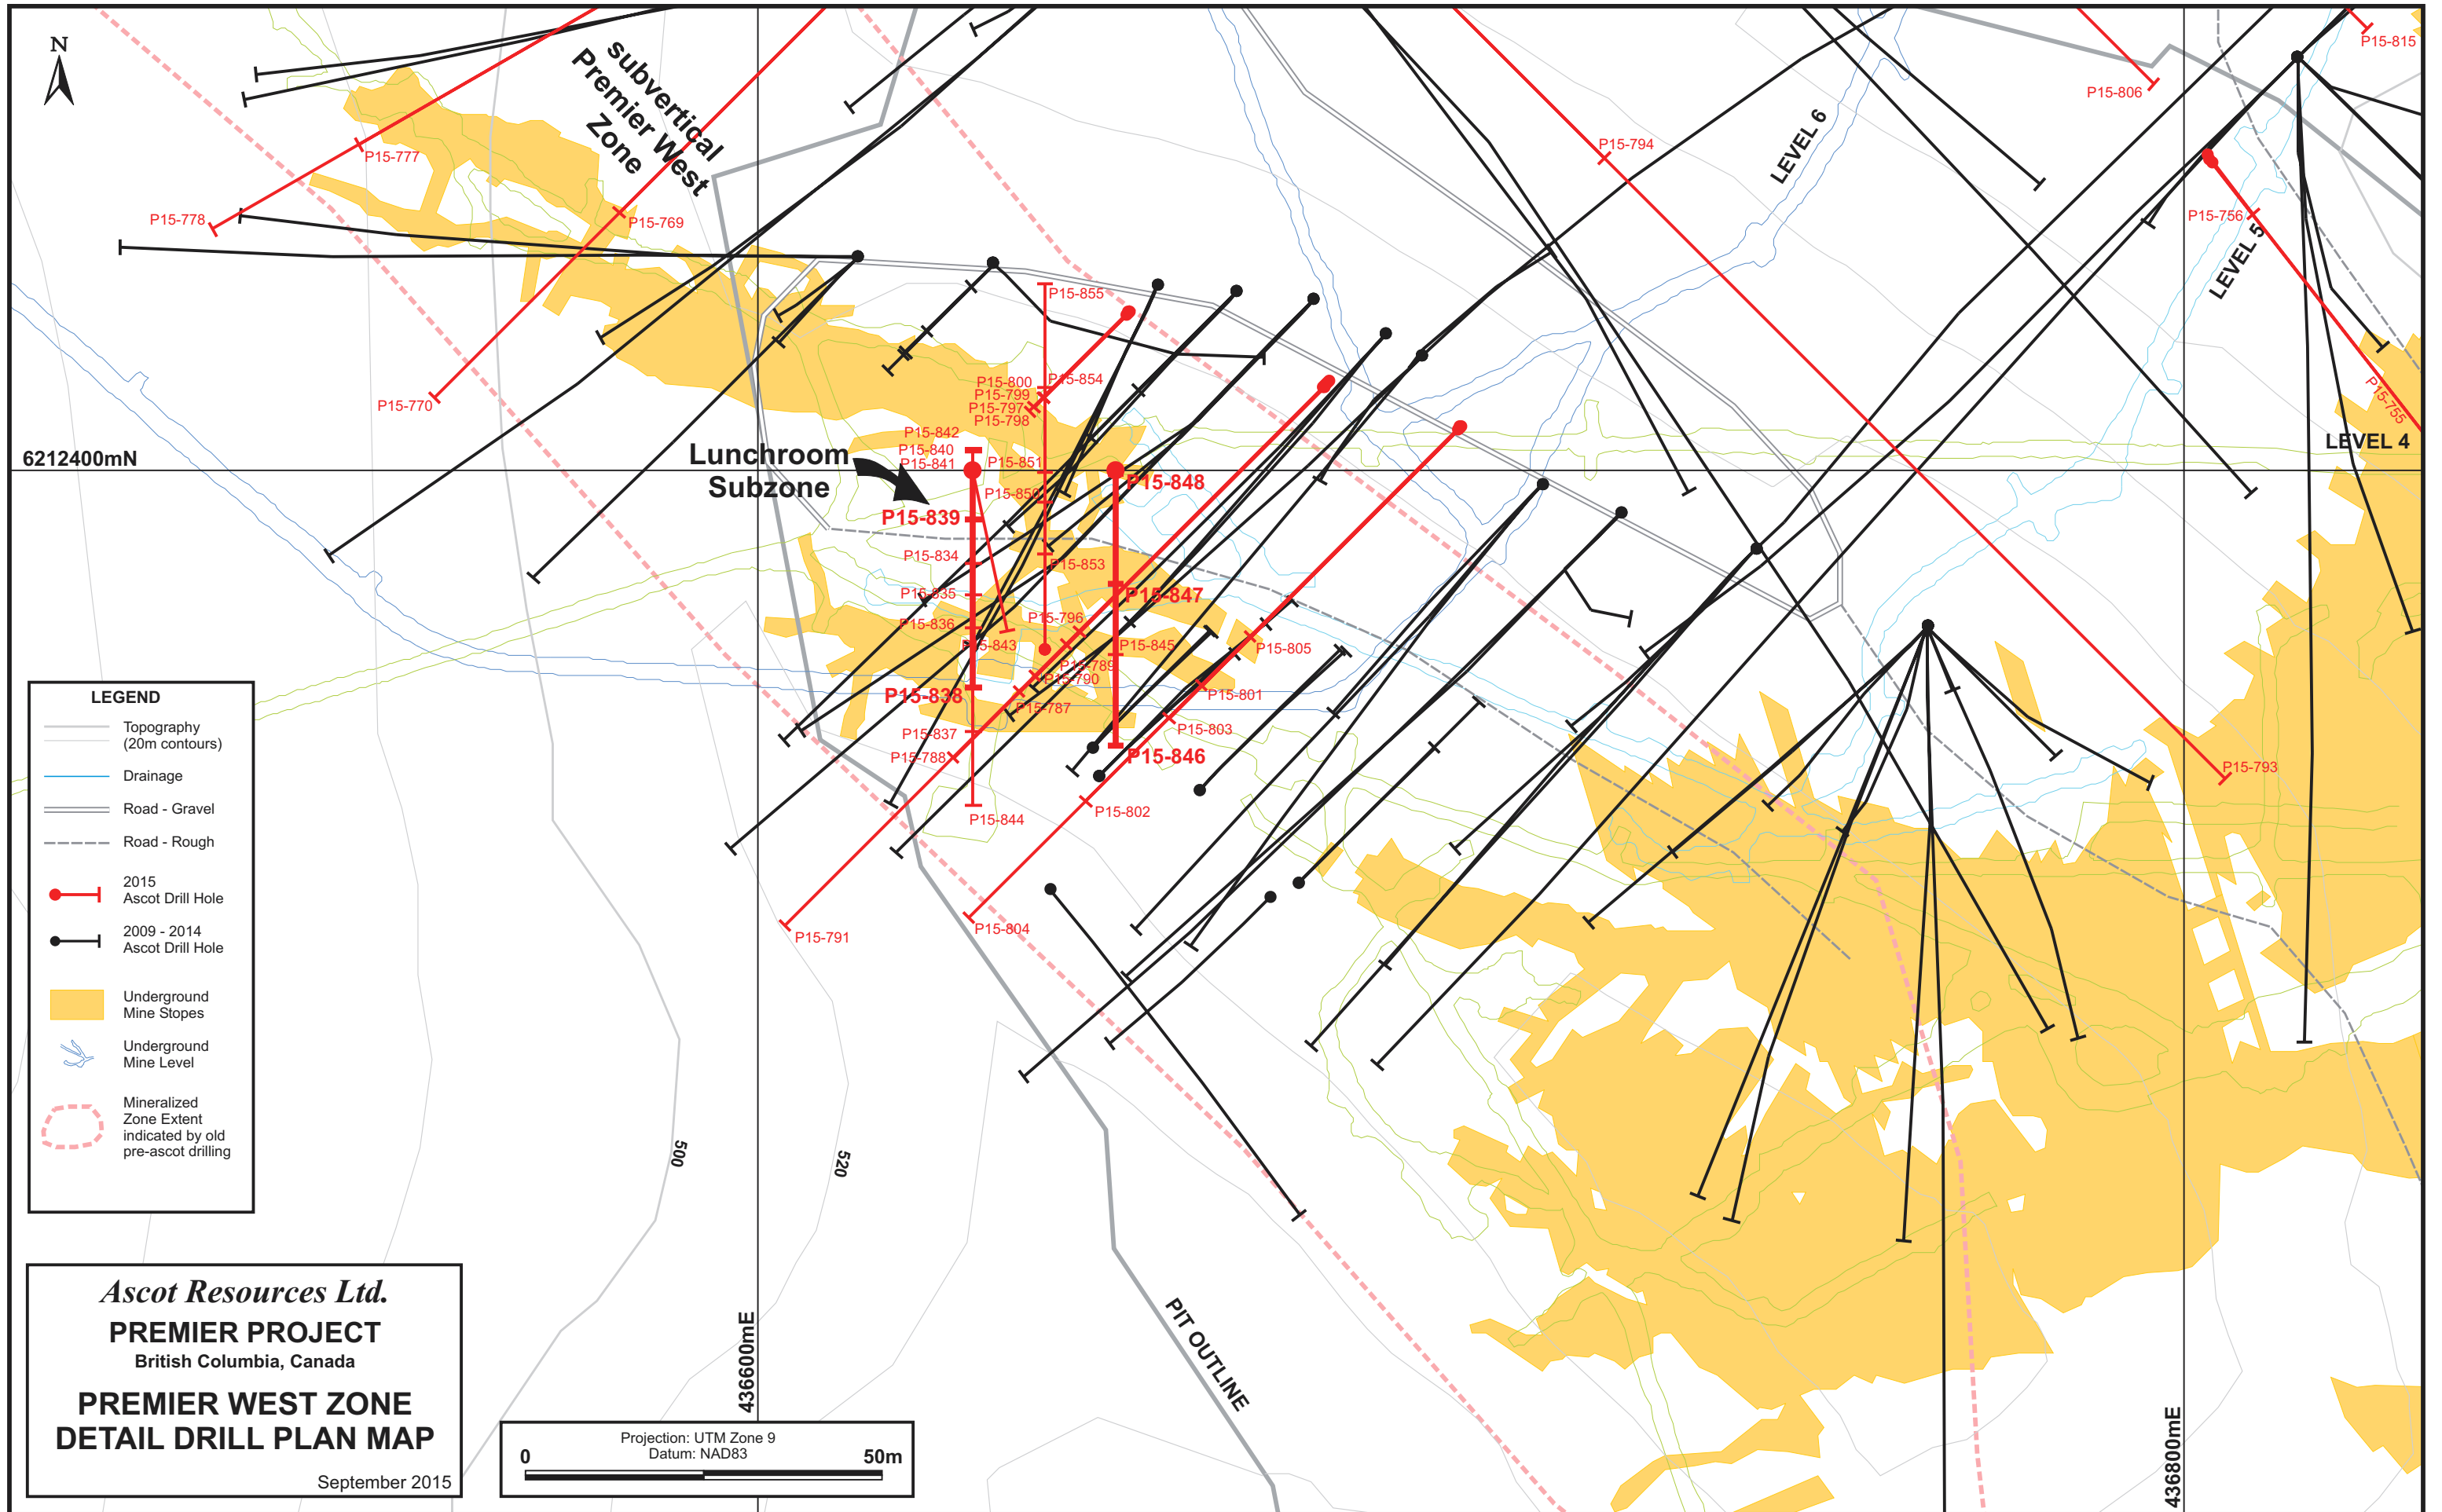 N
subvertical
Premier West
Zone
P15-777
P15-778
P15-769
P15-770
P15-794
LEVEL 6
P15-806
P15-815
P15-756
LEVEL 5
P15-755
LEVEL 4
P15-855
P15-800
P15-854
P15-799
P15-797
P15-798
P15-842
P15-840
P15-841
P15-851
P15-850
6212400mN
Lunchroom
Subzone
P15-848
P15-839
P15-834
P15-853
P15-835
P15-847
P15-796
P15-836
P15-843
P15-845
P15-805
P15-789
P15-790
P15-838
P15-801
P15-787
P15-803
P15-837
P15-788
P15-846
P15-793
P15-802
P15-844
P15-804
P15-791
LEGEND
Topography
(20m contours)
Drainage
Road - Gravel
Road - Rough
2015
Ascot Drill Hole
2009 - 2014
Ascot Drill Hole
Underground
Mine Stopes
Underground
Mine Level
Mineralized
Zone Extent
indicated by old
pre-ascot drilling
500
520
PIT OUTLINE
436600mE
436800mE
Ascot Resources Ltd.
PREMIER PROJECT
British Columbia, Canada
PREMIER WEST ZONE
DETAIL DRILL PLAN MAP
September 2015
Projection: UTM Zone 9
Datum: NAD83
0 50m